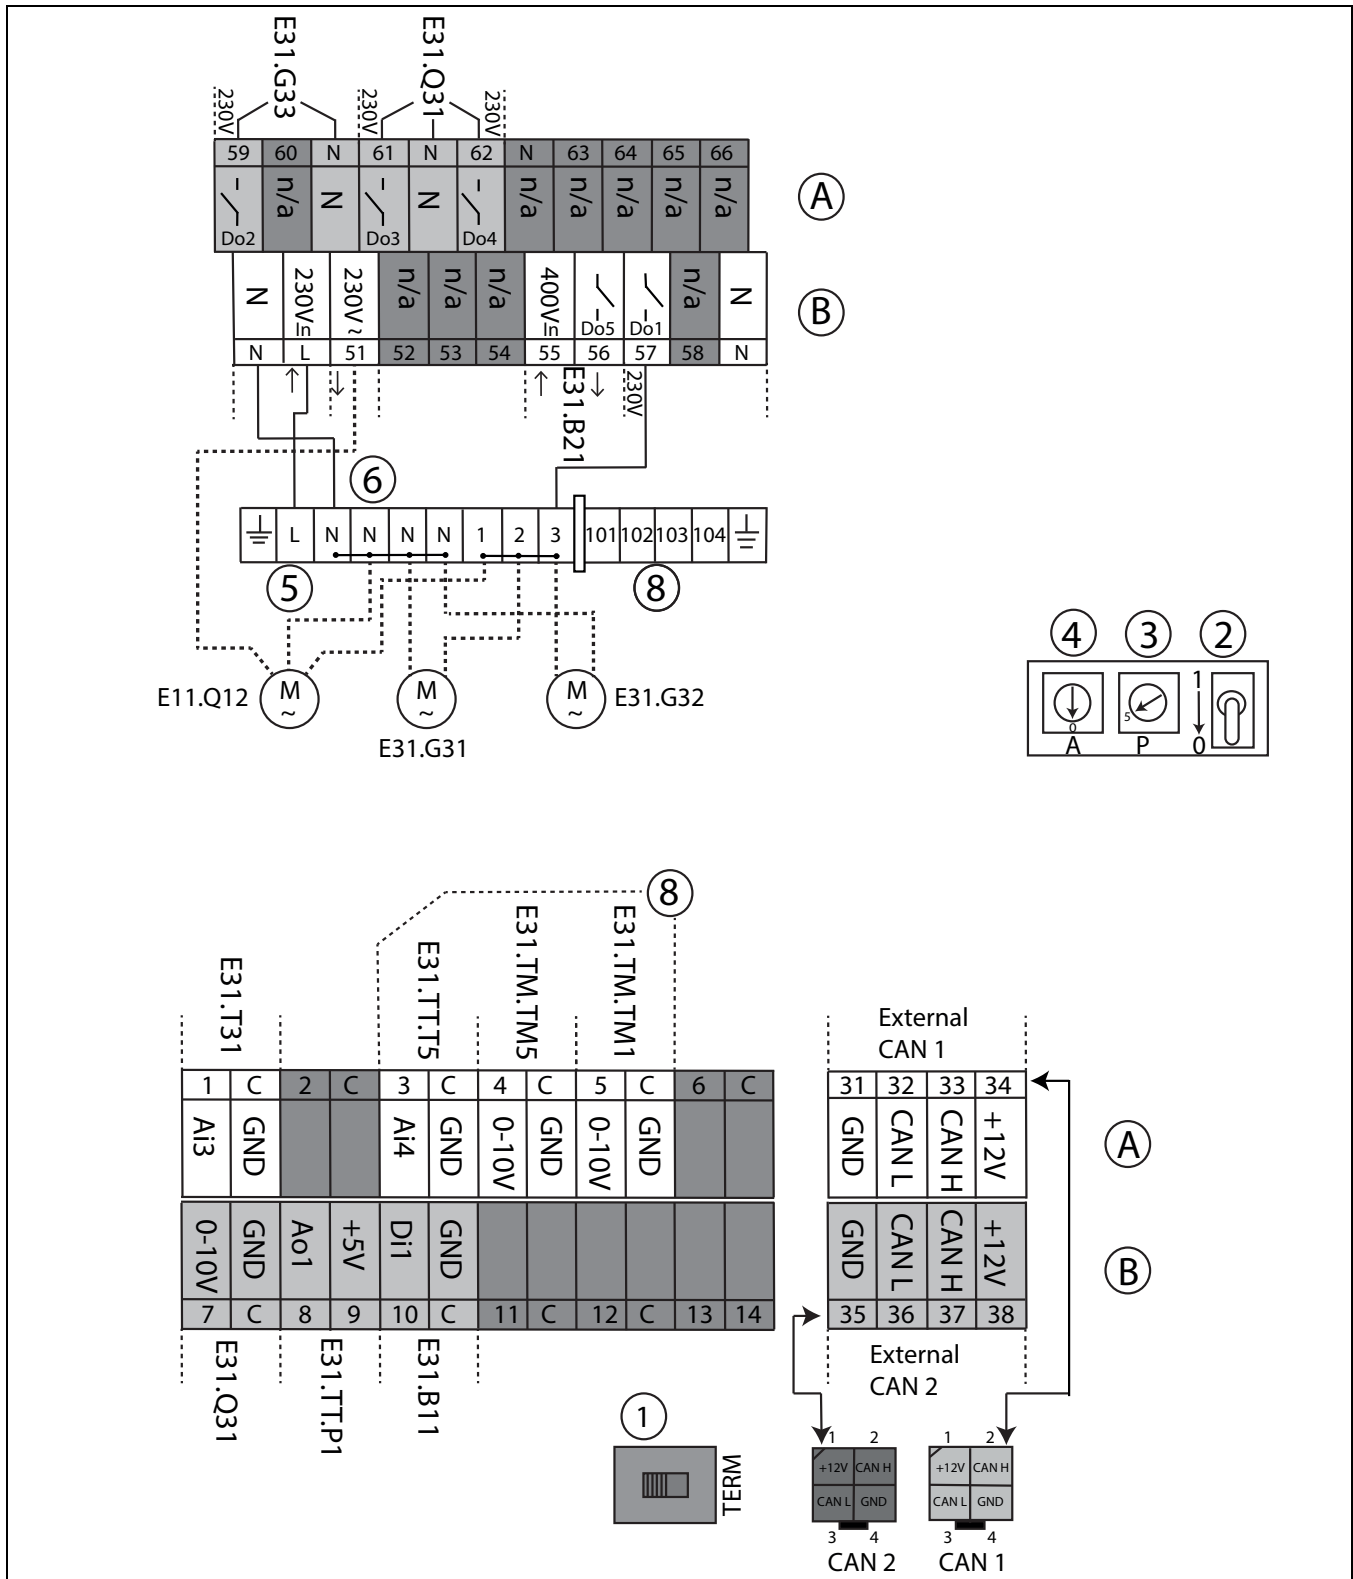 E31.G33
E31.Q31
230V 230V 230V
59 60 N 61 N 62 N 63 64 65 66
Do2 n/a N Do3 N Do4 n/a n/a n/a n/a n/a
A
N 230V In 230V ~ n/a n/a n/a 400V In Do5 Do1 n/a N
B
N L 51 52 53 54 55 56 57 58 N
E31.B21
230V
6
L N N N N 1 2 3 101 102 103 104
5
8
E11.Q12
M ~
E31.G31
M ~
E31.G32
M ~
4 3 2
0
5
1
0
A P
8
E31.T31
E31.TT.T5
E31.TM.TM5
E31.TM.TM1
External
CAN 1
1 C 2 C 3 C 4 C 5 C 6 C
31 32 33 34
Ai3 GND Ai4 GND 0-10V GND 0-10V GND
GND CAN L CAN H +12V
A
0-10V GND Ao1 +5V Di1 GND
GND CAN L CAN H +12V
B
7 C 8 9 10 C 11 C 12 C 13 14
35 36 37 38
E31.Q31
E31.TT.P1
E31.B11
External
CAN 2
1
TERM
1 2
+12V CAN H
CAN L GND
3 4
CAN 2
1 2
+12V CAN H
CAN L GND
3 4
CAN 1